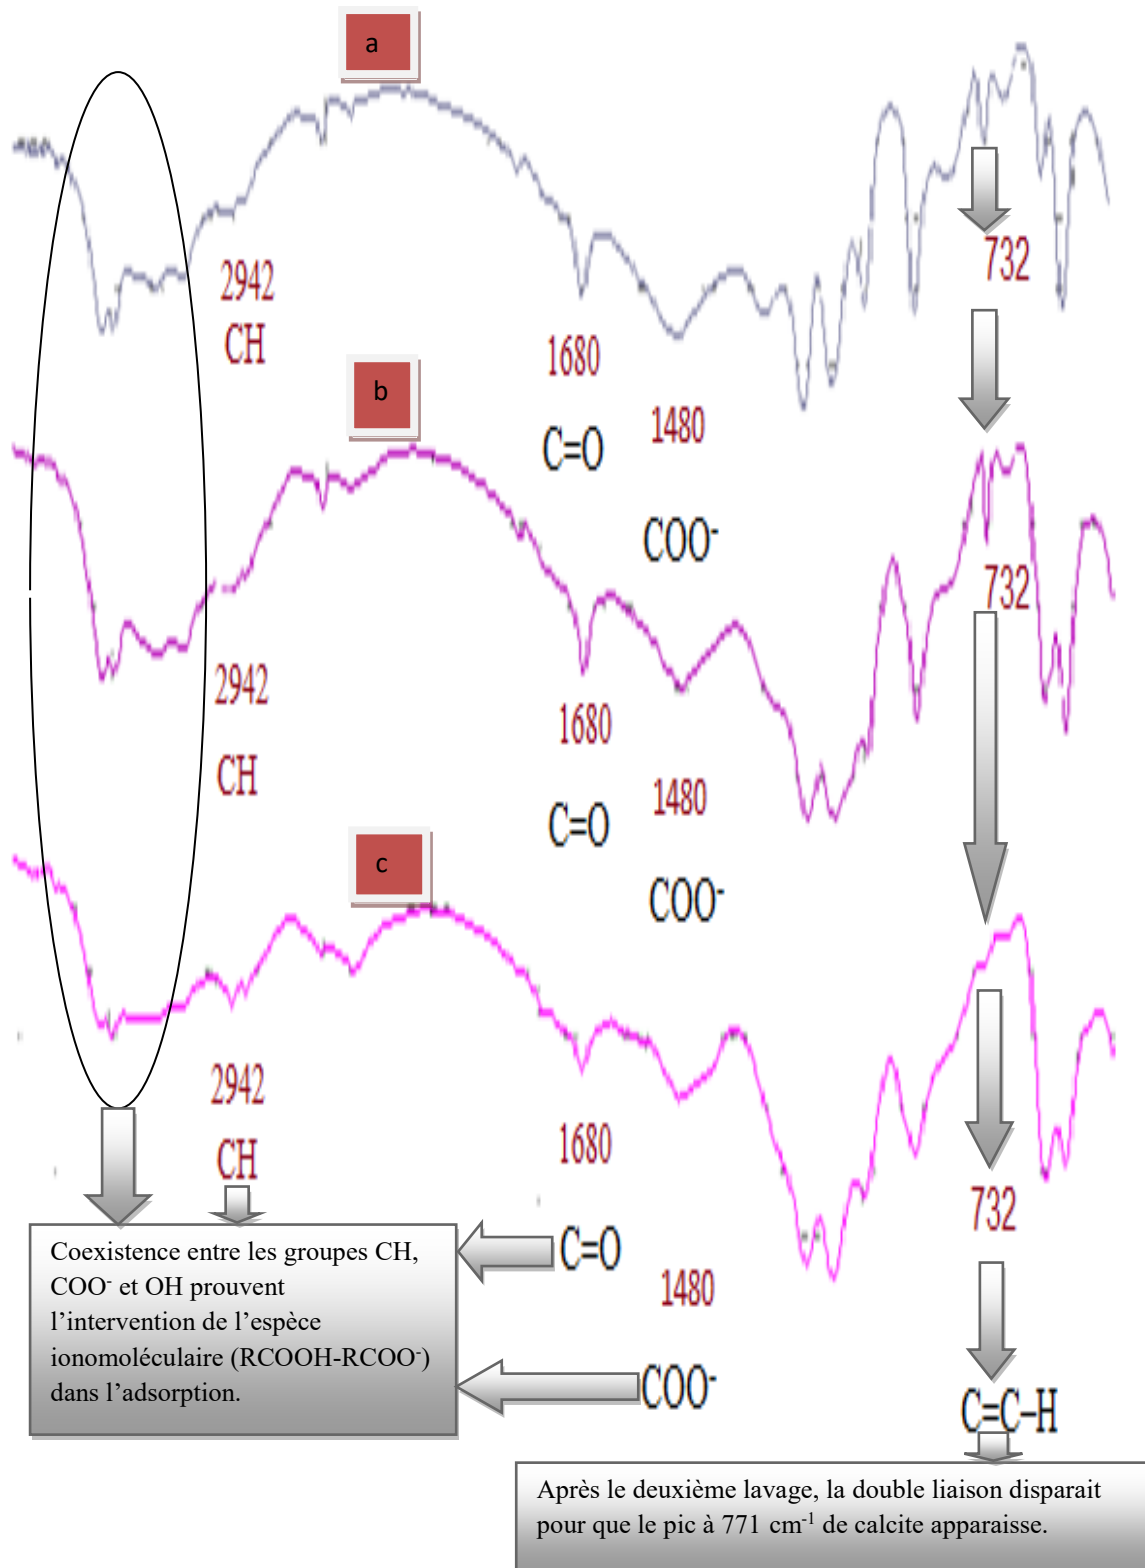 a
732
2942
CH
1680
C=O
1480
COO⁻
b
732
2942
CH
1680
C=O
1480
COO⁻
c
2942
CH
1680
C=O
1480
COO⁻
732
C=C–H
Coexistence entre les groupes CH,
COO⁻ et OH prouvent
l’intervention de l’espèce
ionomoléculaire (RCOOH-RCOO⁻)
dans l’adsorption.
Après le deuxième lavage, la double liaison disparait
pour que le pic à 771 cm⁻¹ de calcite apparaisse.